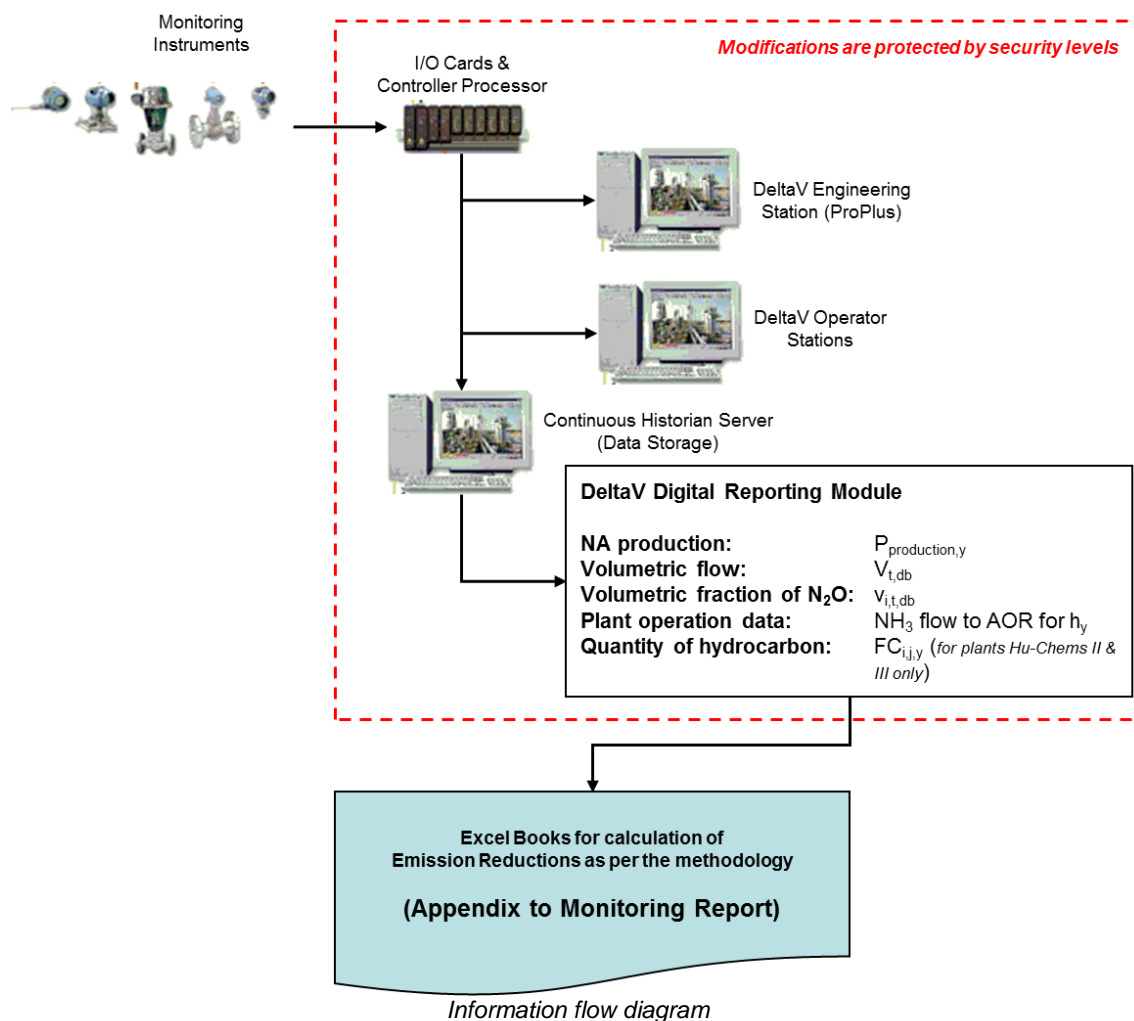 Monitoring
Instruments
Modifications are protected by security levels
I/O Cards &
Controller Processor
DeltaV Engineering
Station (ProPlus)
DeltaV Operator
Stations
Continuous Historian Server
(Data Storage)
DeltaV Digital Reporting Module
NA production: Pproduction,y
Volumetric flow: Vt,db
Volumetric fraction of N2O: vi,t,db
Plant operation data: NH3 flow to AOR for hy
Quantity of hydrocarbon: FCi,j,y (for plants Hu-Chems II &
III only)
Excel Books for calculation of
Emission Reductions as per the methodology
(Appendix to Monitoring Report)
Information flow diagram